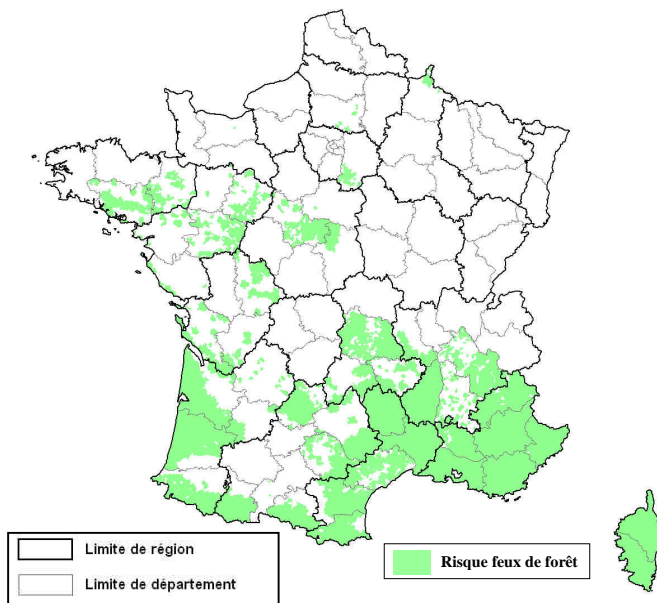 Limite de région
Limite de département
Risque feux de forêt